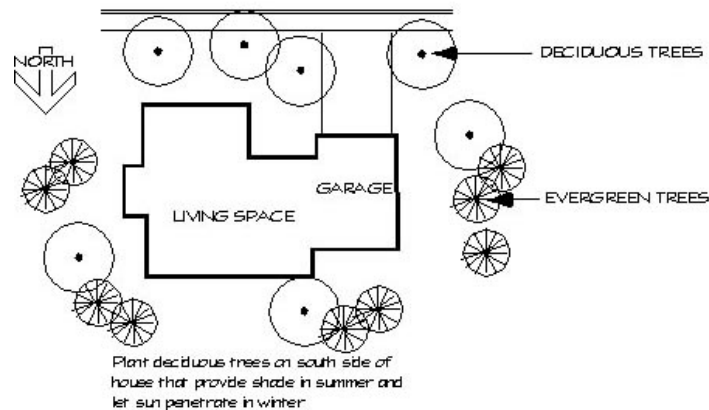 DECIDUOUS TREES
NORTH
GARAGE
EVERGREEN TREES
LIVING SPACE
Plant deciduous trees on south side of
house that provide shade in summer and
let sun penetrate in winter